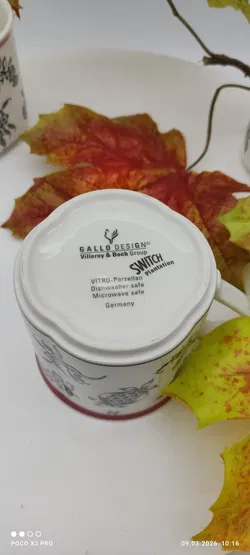 GALLO DESIGN®
Villeroy & Boch Group
SWITCH
Plantation
VITRO-Porzellan
Dishwasher safe
Microwave safe
Germany
POCO X3 PRO
09.03.2026 10:16